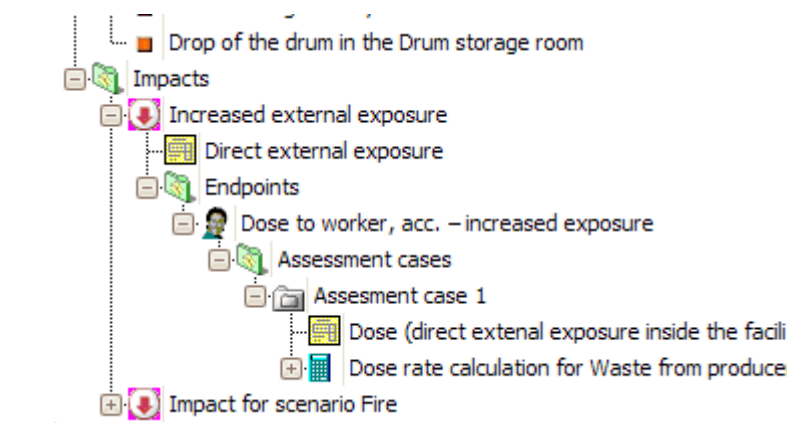 Drop of the drum in the Drum storage room
Impacts
Increased external exposure
Direct external exposure
Endpoints
Dose to worker, acc. – increased exposure
Assessment cases
Assesment case 1
Dose (direct extenal exposure inside the facili
Dose rate calculation for Waste from produce
Impact for scenario Fire